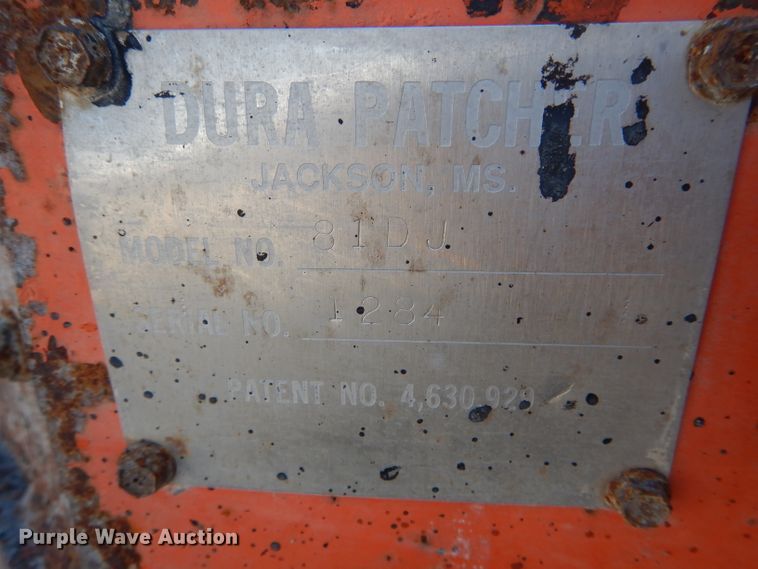 DURA PATCHER
JACKSON, MS.
MODEL NO. 81DJ
SERIAL NO. 1284
PATENT NO. 4,630,929
Purple Wave Auction®